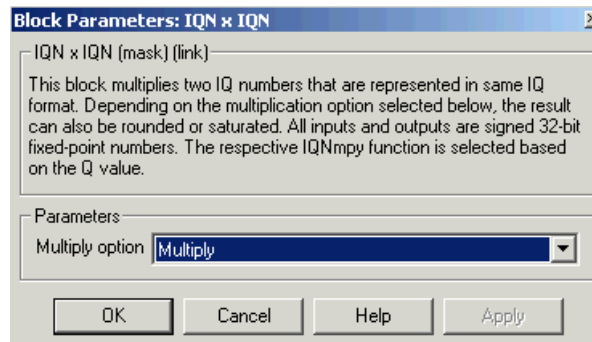 Block Parameters: IQN x IQN
IQN x IQN (mask) (link)
This block multiplies two IQ numbers that are represented in same IQ
format. Depending on the multiplication option selected below, the result
can also be rounded or saturated. All inputs and outputs are signed 32-bit
fixed-point numbers. The respective IQNmpy function is selected based
on the Q value.
Parameters
Multiply option Multiply
OK Cancel Help Apply